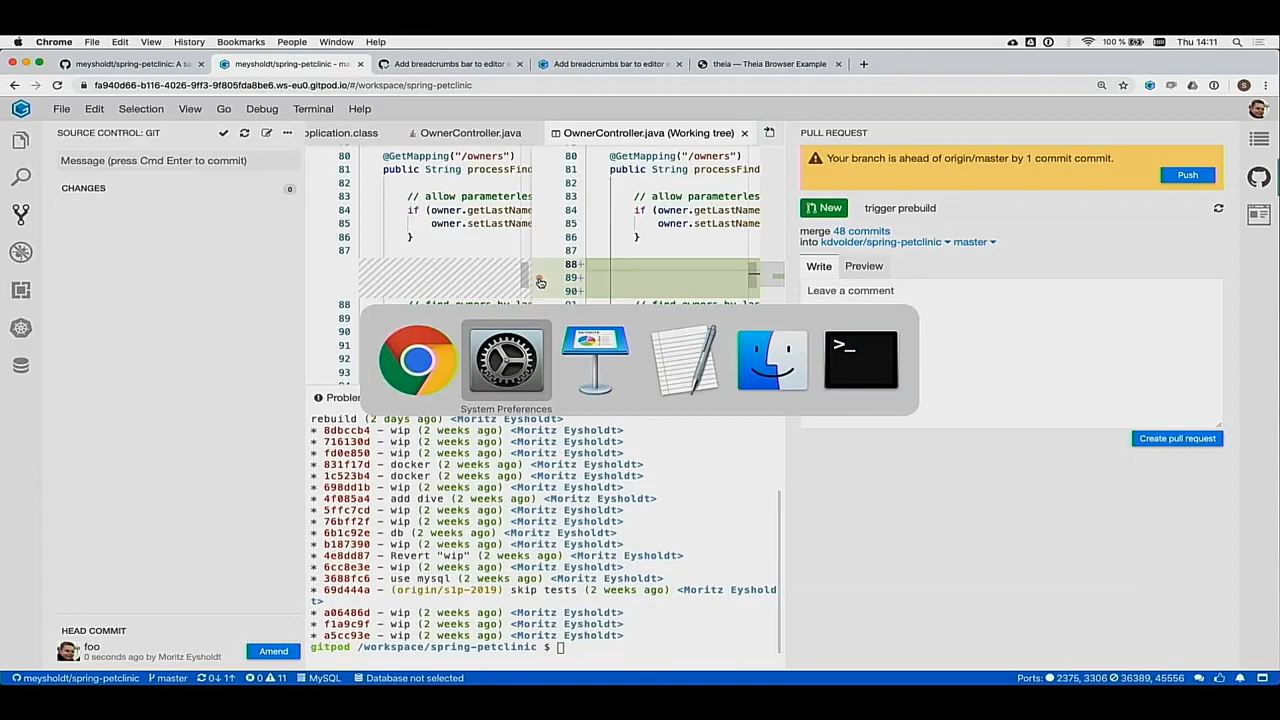 Chrome File Edit View History Bookmarks People Window Help 100 % Thu 14:11
meysholdt/spring-petclinic: A sa
meysholdt/spring-petclinic - ma
Add breadcrumbs bar to editor
Add breadcrumbs bar to editor
theia — Theia Browser Example
fa940d66-b116-4026-9ff3-9f805fda8be6.ws-eu0.gitpod.io/#/workspace/spring-petclinic
File Edit Selection View Go Debug Terminal Help
SOURCE CONTROL: GIT
Message (press Cmd Enter to commit)
CHANGES 0
HEAD COMMIT
foo
0 seconds ago by Moritz Eysholdt
Amend
plication.class OwnerController.java OwnerController.java (Working tree)
80 @GetMapping("/owners") 80 @GetMapping("/owners")
81 public String processFind 81 public String processFind
82 82
83 // allow parameterles 83 // allow parameterles
84 if (owner.getLastName 84 if (owner.getLastName
85 owner.setLastName 85 owner.setLastName
86 } 86 }
87 87
88+
89+
90+
88 // find owners by las 91 // find owners by las
89
90
91
92
93
Problem
System Preferences
>_
rebuild (2 days ago) <Moritz Eysholdt>
* 8dbccb4 - wip (2 weeks ago) <Moritz Eysholdt>
* 716130d - wip (2 weeks ago) <Moritz Eysholdt>
* fd0e850 - wip (2 weeks ago) <Moritz Eysholdt>
* 831f17d - docker (2 weeks ago) <Moritz Eysholdt>
* 1c523b4 - docker (2 weeks ago) <Moritz Eysholdt>
* 698dd1b - wip (2 weeks ago) <Moritz Eysholdt>
* 4f085a4 - add dive (2 weeks ago) <Moritz Eysholdt>
* 5ffc7cd - wip (2 weeks ago) <Moritz Eysholdt>
* 76bff2f - wip (2 weeks ago) <Moritz Eysholdt>
* 6b1c92e - db (2 weeks ago) <Moritz Eysholdt>
* b187390 - wip (2 weeks ago) <Moritz Eysholdt>
* 4e8dd87 - Revert "wip" (2 weeks ago) <Moritz Eysholdt>
* 6cc8e3e - wip (2 weeks ago) <Moritz Eysholdt>
* 3688fc6 - use mysql (2 weeks ago) <Moritz Eysholdt>
* 69d444a - (origin/s1p-2019) skip tests (2 weeks ago) <Moritz Eyshold
t>
* a06486d - wip (2 weeks ago) <Moritz Eysholdt>
* f1a9c9f - wip (2 weeks ago) <Moritz Eysholdt>
* a5cc93e - wip (2 weeks ago) <Moritz Eysholdt>
gitpod /workspace/spring-petclinic $
PULL REQUEST
Your branch is ahead of origin/master by 1 commit commit.
Push
New trigger prebuild
merge 48 commits
into kdvolder/spring-petclinic master
Write Preview
Leave a comment
Create pull request
meysholdt/spring-petclinic master 0↓ 1↑ 0 11 MySQL Database not selected Ports: 2375, 3306 36389, 45556